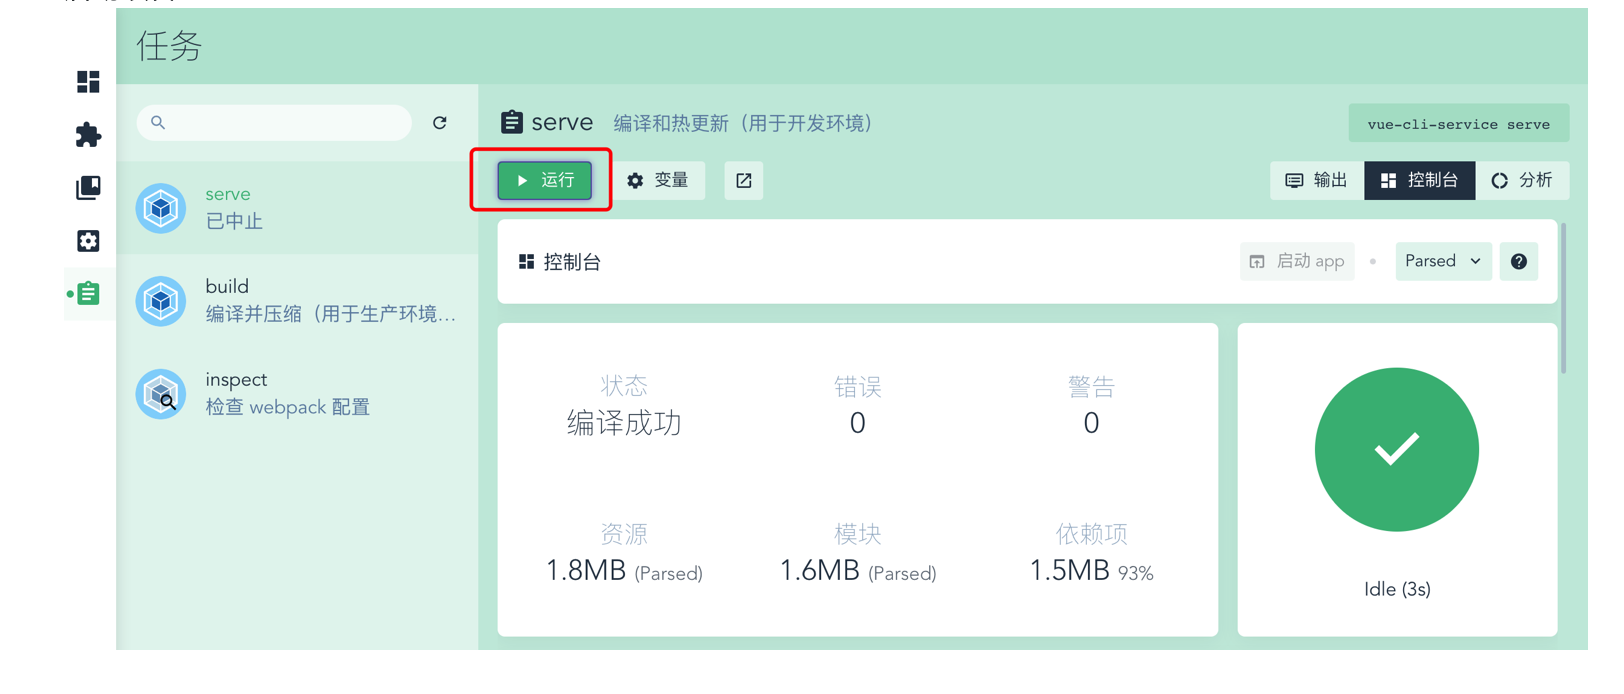 任务
serve 编译和热更新（用于开发环境）
vue-cli-service serve
运行
变量
输出
控制台
分析
serve
已中止
build
编译并压缩（用于生产环境...
inspect
检查 webpack 配置
控制台
启动 app
Parsed
状态
编译成功
错误
0
警告
0
资源
1.8MB (Parsed)
模块
1.6MB (Parsed)
依赖项
1.5MB 93%
Idle (3s)